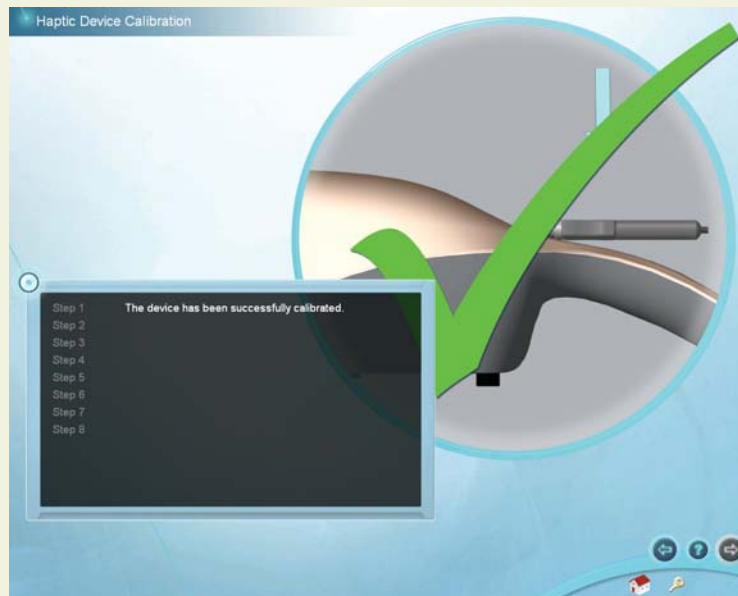 Haptic Device Calibration
Step 1 The device has been successfully calibrated.
Step 2
Step 3
Step 4
Step 5
Step 6
Step 7
Step 8
?